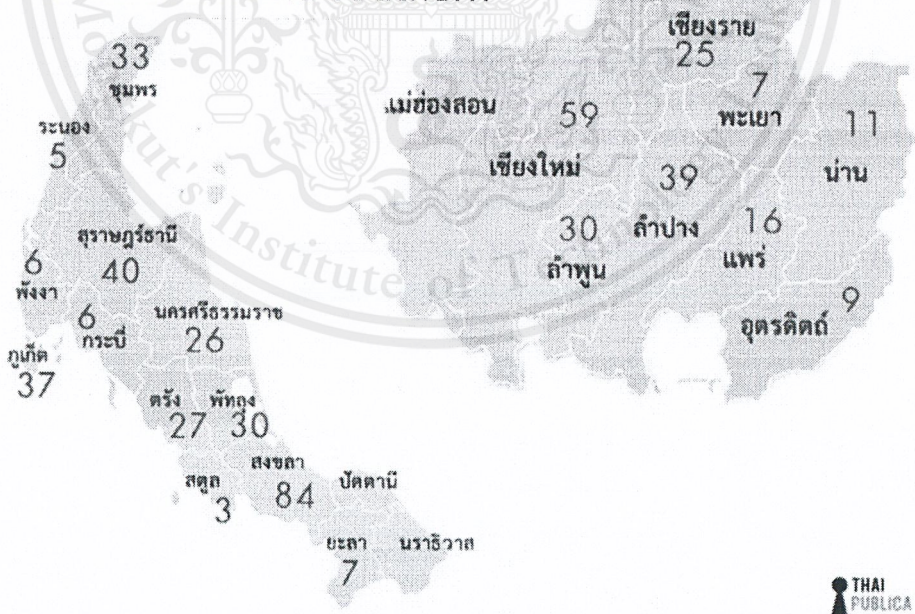 33
ชุมพร
ระนอง
5
สุราษฎร์ธานี
40
6
พังงา
6
กระบี่
นครศรีธรรมราช
26
ภูเก็ต
37
ตรัง
27
พัทลุง
30
สงขลา
84
สตูล
3
ปัตตานี
ยะลา
7
นราธิวาส
เชียงราย
25
7
พะเยา
แม่ฮ่องสอน
59
เชียงใหม่
11
น่าน
39
ลำปาง
30
ลำพูน
16
แพร่
9
อุตรดิตถ์
Mongkut's Institute of Technology
THAI
PUBLICA